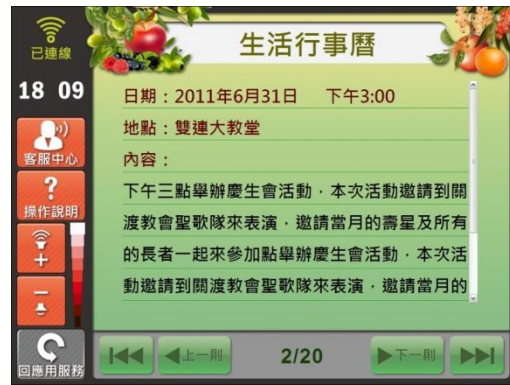 生活行事曆
已連線
18 09
客服中心
?
操作說明
+
−
回應用服務
日期：2011年6月31日 下午3:00
地點：雙連大教堂
內容：
下午三點舉辦慶生會活動，本次活動邀請到關
渡教會聖歌隊來表演，邀請當月的壽星及所有
的長者一起來參加點舉辦慶生會活動，本次活
動邀請到關渡教會聖歌隊來表演，邀請當月的
上一則
2/20
下一則